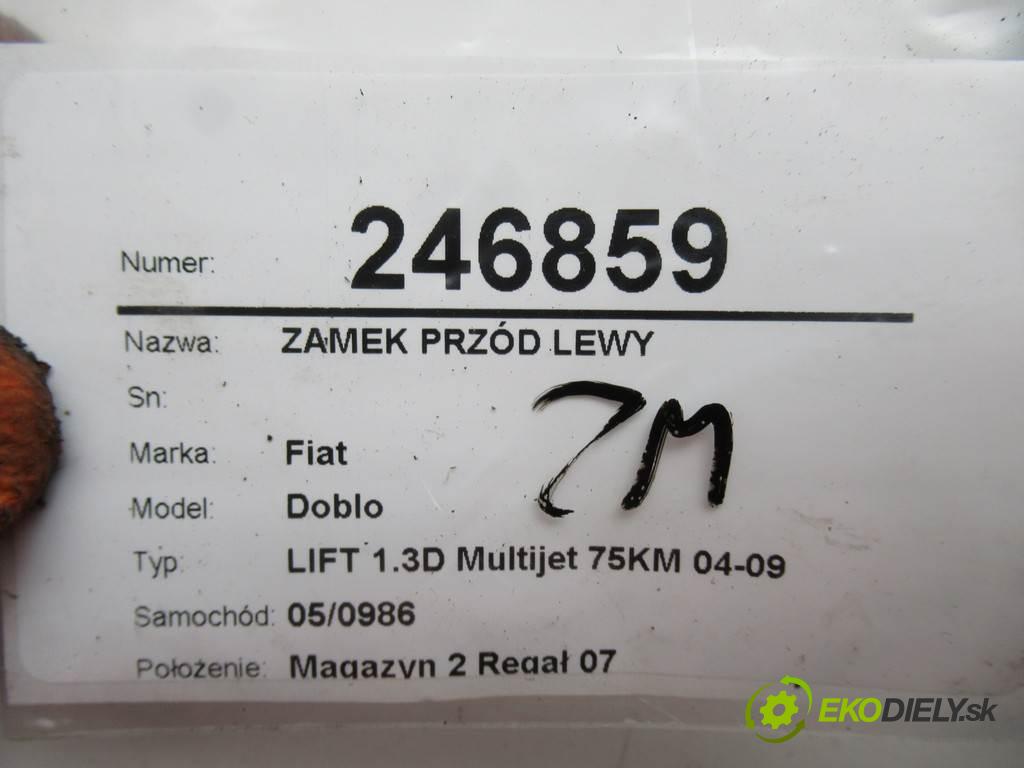 Numer: 246859
Nazwa: ZAMEK PRZÓD LEWY
Sn:
ZM
Marka: Fiat
Model: Doblo
Typ: LIFT 1.3D Multijet 75KM 04-09
Samochód: 05/0986
Położenie: Magazyn 2 Regał 07
EKODIELY.sk